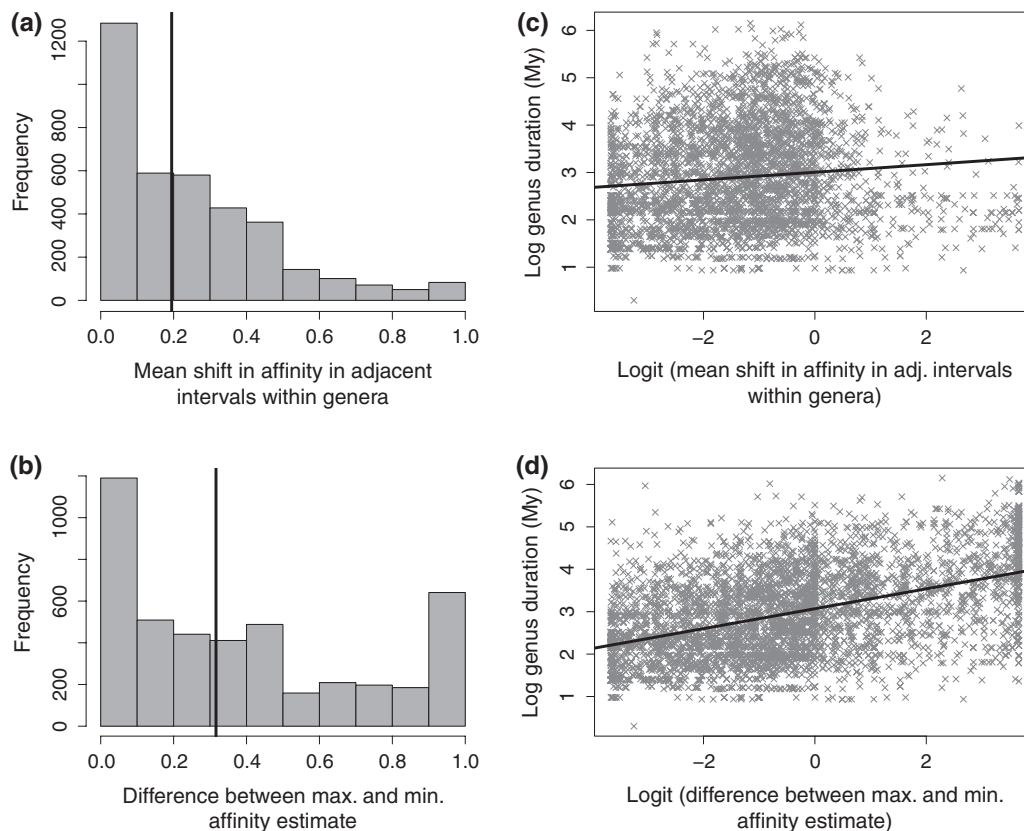 (a)
Frequency
0 200 400 600 800 1200
0.0 0.2 0.4 0.6 0.8 1.0
Mean shift in affinity in adjacent
intervals within genera
(c)
Log genus duration (My)
1 2 3 4 5 6
−2 0 2
Logit (mean shift in affinity in adj. intervals
within genera)
(b)
Frequency
0 200 600 1000
0.0 0.2 0.4 0.6 0.8 1.0
Difference between max. and min.
affinity estimate
(d)
Log genus duration (My)
1 2 3 4 5 6
−2 0 2
Logit (difference between max. and min.
affinity estimate)